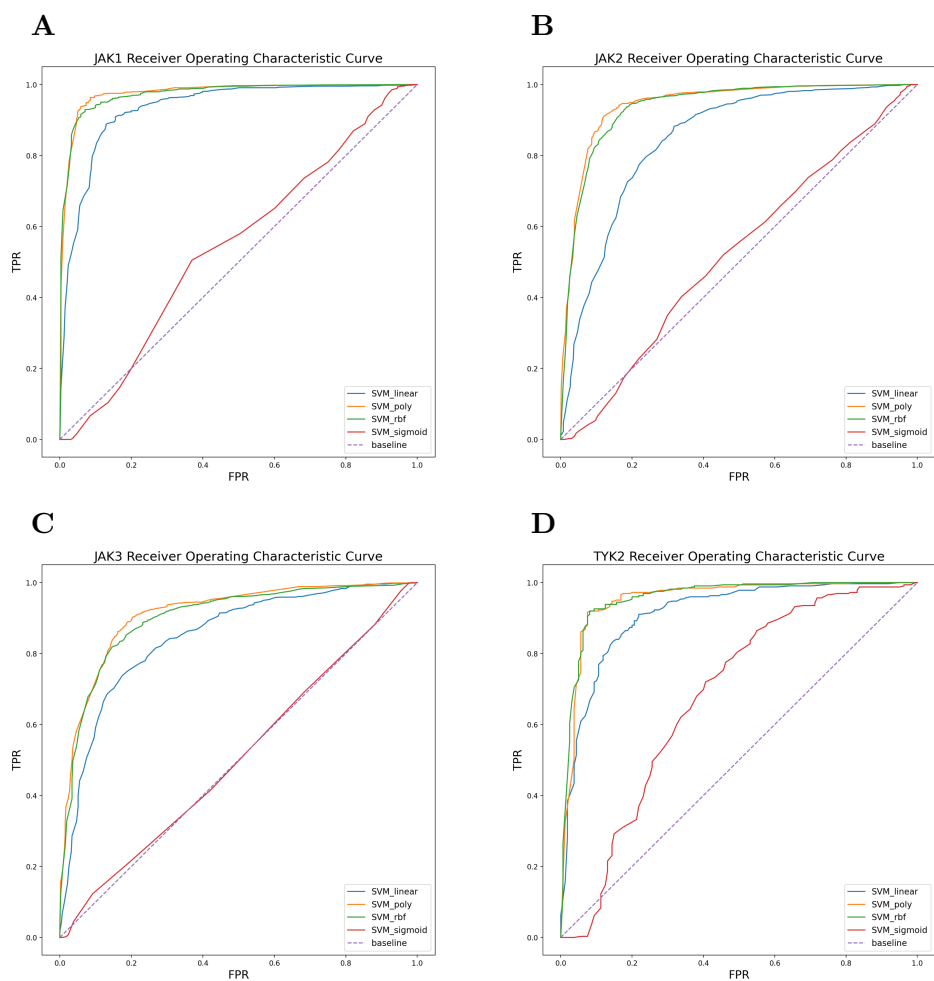 A
JAK1 Receiver Operating Characteristic Curve
1.0
0.8
0.6
0.4
0.2
0.0
TPR
0.0 0.2 0.4 0.6 0.8 1.0
FPR
SVM_linear
SVM_poly
SVM_rbf
SVM_sigmoid
baseline
B
JAK2 Receiver Operating Characteristic Curve
1.0
0.8
0.6
0.4
0.2
0.0
TPR
0.0 0.2 0.4 0.6 0.8 1.0
FPR
SVM_linear
SVM_poly
SVM_rbf
SVM_sigmoid
baseline
C
JAK3 Receiver Operating Characteristic Curve
1.0
0.8
0.6
0.4
0.2
0.0
TPR
0.0 0.2 0.4 0.6 0.8 1.0
FPR
SVM_linear
SVM_poly
SVM_rbf
SVM_sigmoid
baseline
D
TYK2 Receiver Operating Characteristic Curve
1.0
0.8
0.6
0.4
0.2
0.0
TPR
0.0 0.2 0.4 0.6 0.8 1.0
FPR
SVM_linear
SVM_poly
SVM_rbf
SVM_sigmoid
baseline